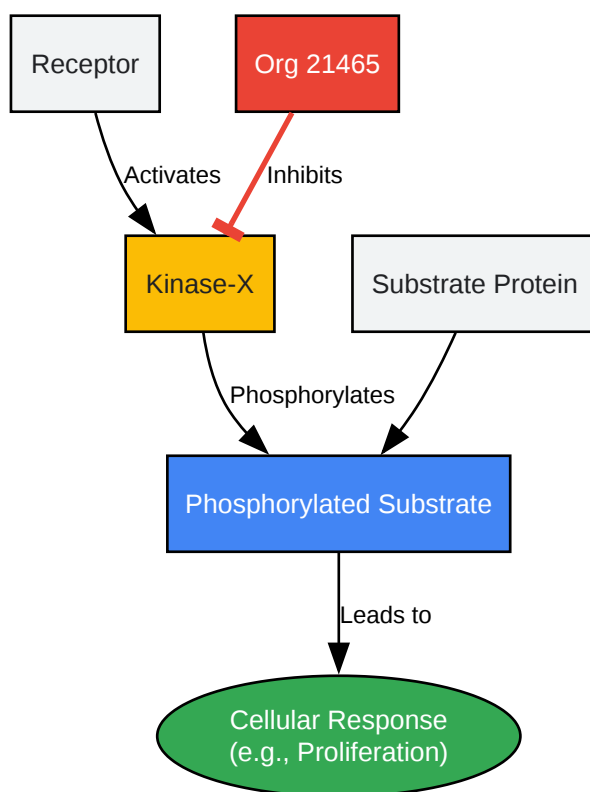 Receptor
Org 21465
Activates
Inhibits
Kinase-X
Substrate Protein
Phosphorylates
Phosphorylated Substrate
Leads to
Cellular Response
(e.g., Proliferation)